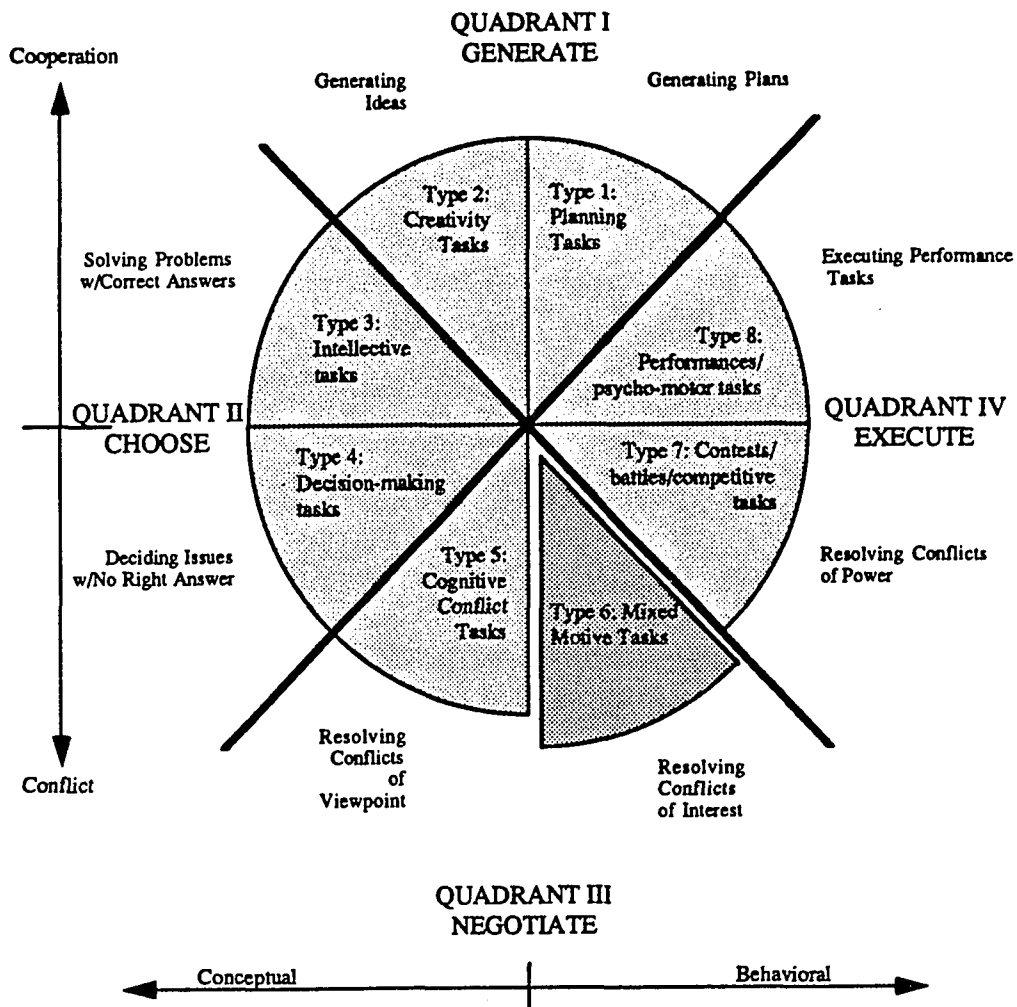 QUADRANT I
GENERATE
Cooperation
Generating
Ideas
Generating Plans
Type 2:
Creativity
Tasks
Type 1:
Planning
Tasks
Solving Problems
w/Correct Answers
Executing Performance
Tasks
Type 3:
Intellective
tasks
Type 8:
Performances/
psycho-motor tasks
QUADRANT II
CHOOSE
QUADRANT IV
EXECUTE
Type 4:
Decision-making
tasks
Type 7: Contests/
battles/competitive
tasks
Deciding Issues
w/No Right Answer
Type 5:
Cognitive
Conflict
Tasks
Type 6: Mixed
Motive Tasks
Resolving Conflicts
of Power
Conflict
Resolving
Conflicts
of
Viewpoint
Resolving
Conflicts
of Interest
QUADRANT III
NEGOTIATE
Conceptual
Behavioral